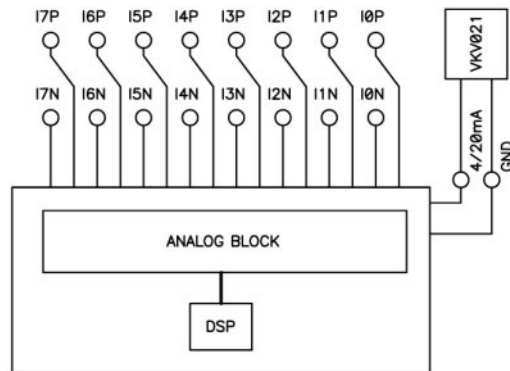 I7P I6P I5P I4P I3P I2P I1P I0P
VKV021
I7N I6N I5N I4N I3N I2N I1N I0N
4/20mA
GND
ANALOG BLOCK
DSP